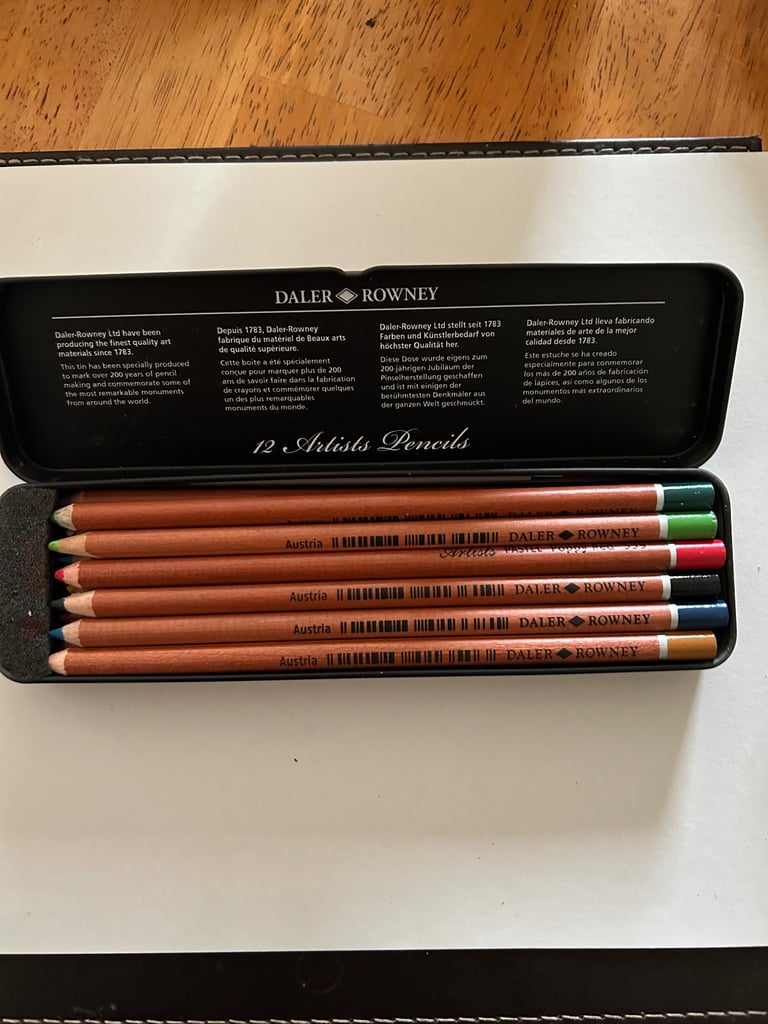 DALER ROWNEY
Daler-Rowney Ltd have been
producing the finest quality art
materials since 1783.
This tin has been specially produced
to mark over 200 years of pencil
making and commemorate some of
the most remarkable monuments
from around the world.
Depuis 1783, Daler-Rowney
fabrique du matériel de Beaux arts
de qualité supérieure.
Cette boite a été spécialement
conçue pour marquer plus de 200
ans de savoir faire dans la fabrication
de crayons et commémorer quelques
un des plus remarquables
monuments du monde.
Daler-Rowney Ltd stellt seit 1783
Farben und Künstlerbedarf von
höchster Qualität her.
Diese Dose wurde eigens zum
200-jährigen Jubiläum der
Pinselherstellung geschaffen
und ist mit einigen der
berühmtesten Denkmäler aus
der ganzen Welt geschmückt.
Daler-Rowney Ltd lleva fabricando
materiales de arte de la mejor
calidad desde 1783.
Este estuche se ha creado
especialmente para conmemorar
los más de 200 años de fabricación
de lápices, así como algunos de los
monumentos más extraordinarios
del mundo.
12 Artists Pencils
Austria DALER ROWNEY
Artists PASTEL Poppy Red
Austria DALER ROWNEY
Austria DALER ROWNEY
Austria DALER ROWNEY